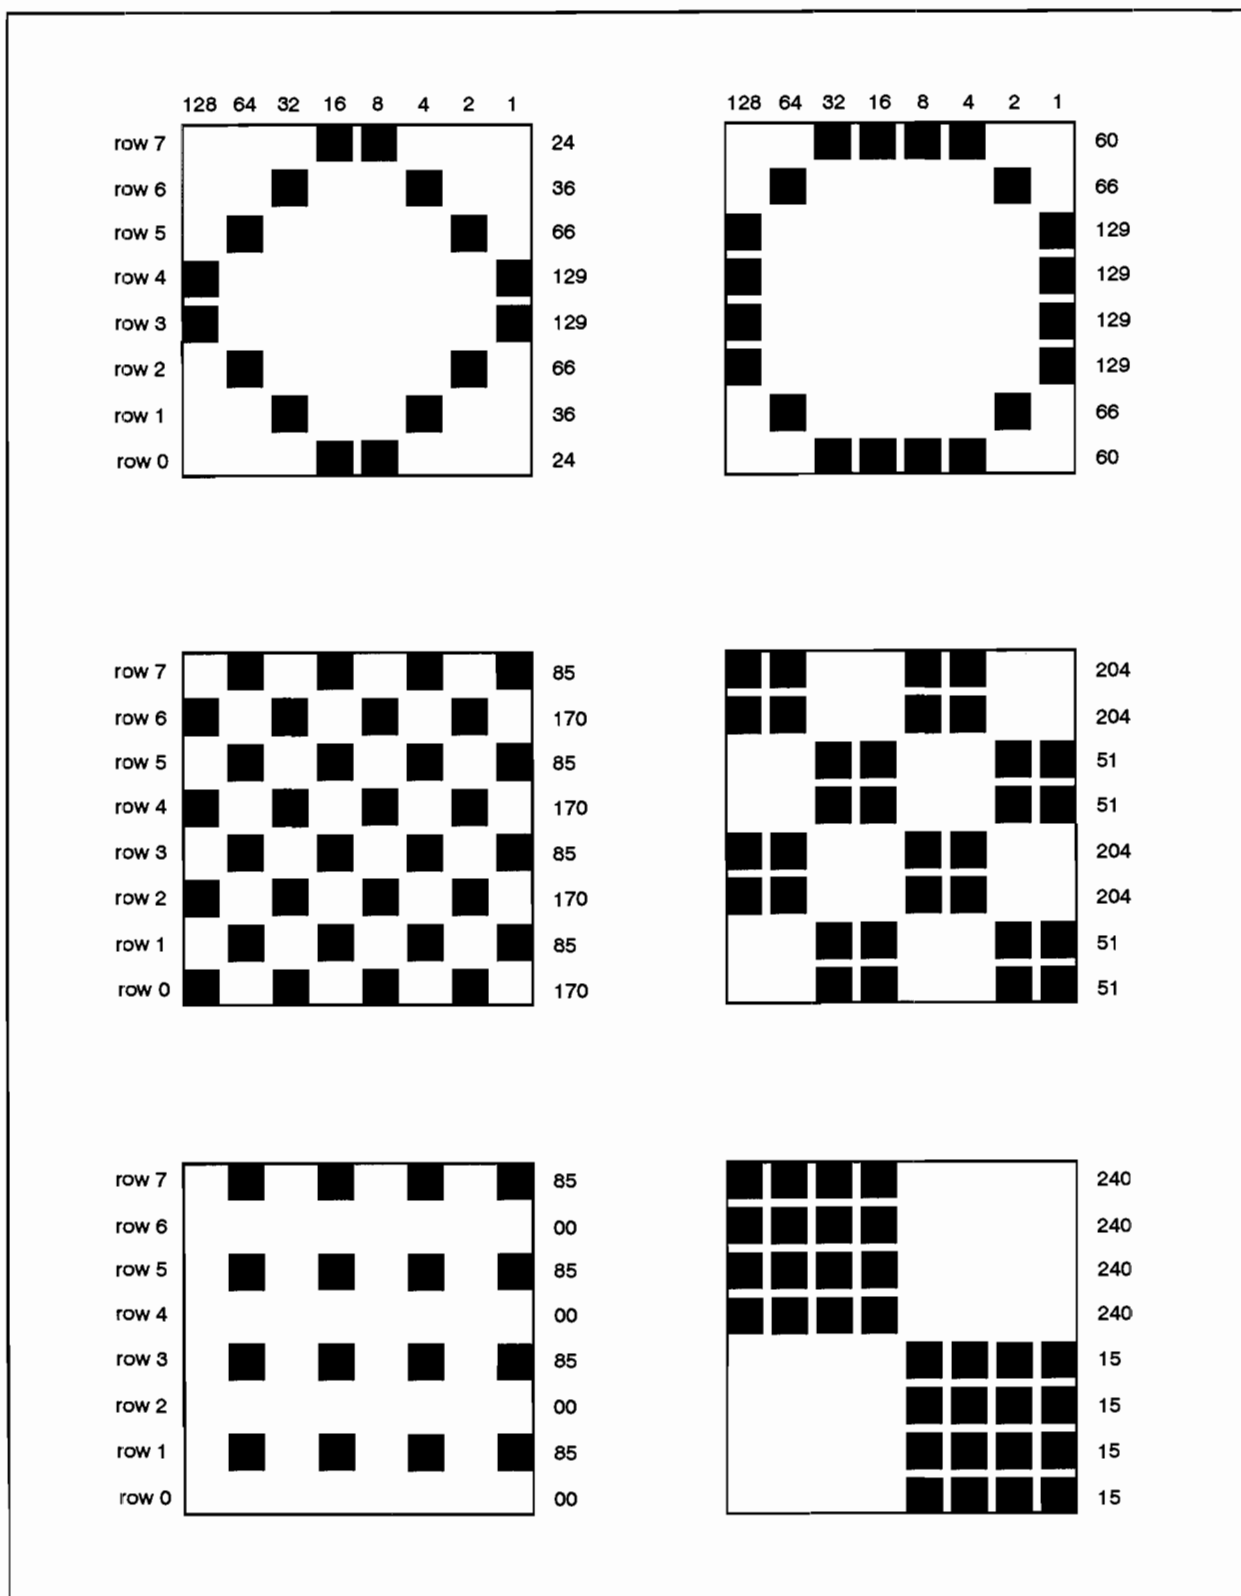 128 64 32 16 8 4 2 1
row 7 24
row 6 36
row 5 66
row 4 129
row 3 129
row 2 66
row 1 36
row 0 24
128 64 32 16 8 4 2 1
60
66
129
129
129
129
66
60
row 7 85
row 6 170
row 5 85
row 4 170
row 3 85
row 2 170
row 1 85
row 0 170
204
204
51
51
204
204
51
51
row 7 85
row 6 00
row 5 85
row 4 00
row 3 85
row 2 00
row 1 85
row 0 00
240
240
240
240
15
15
15
15